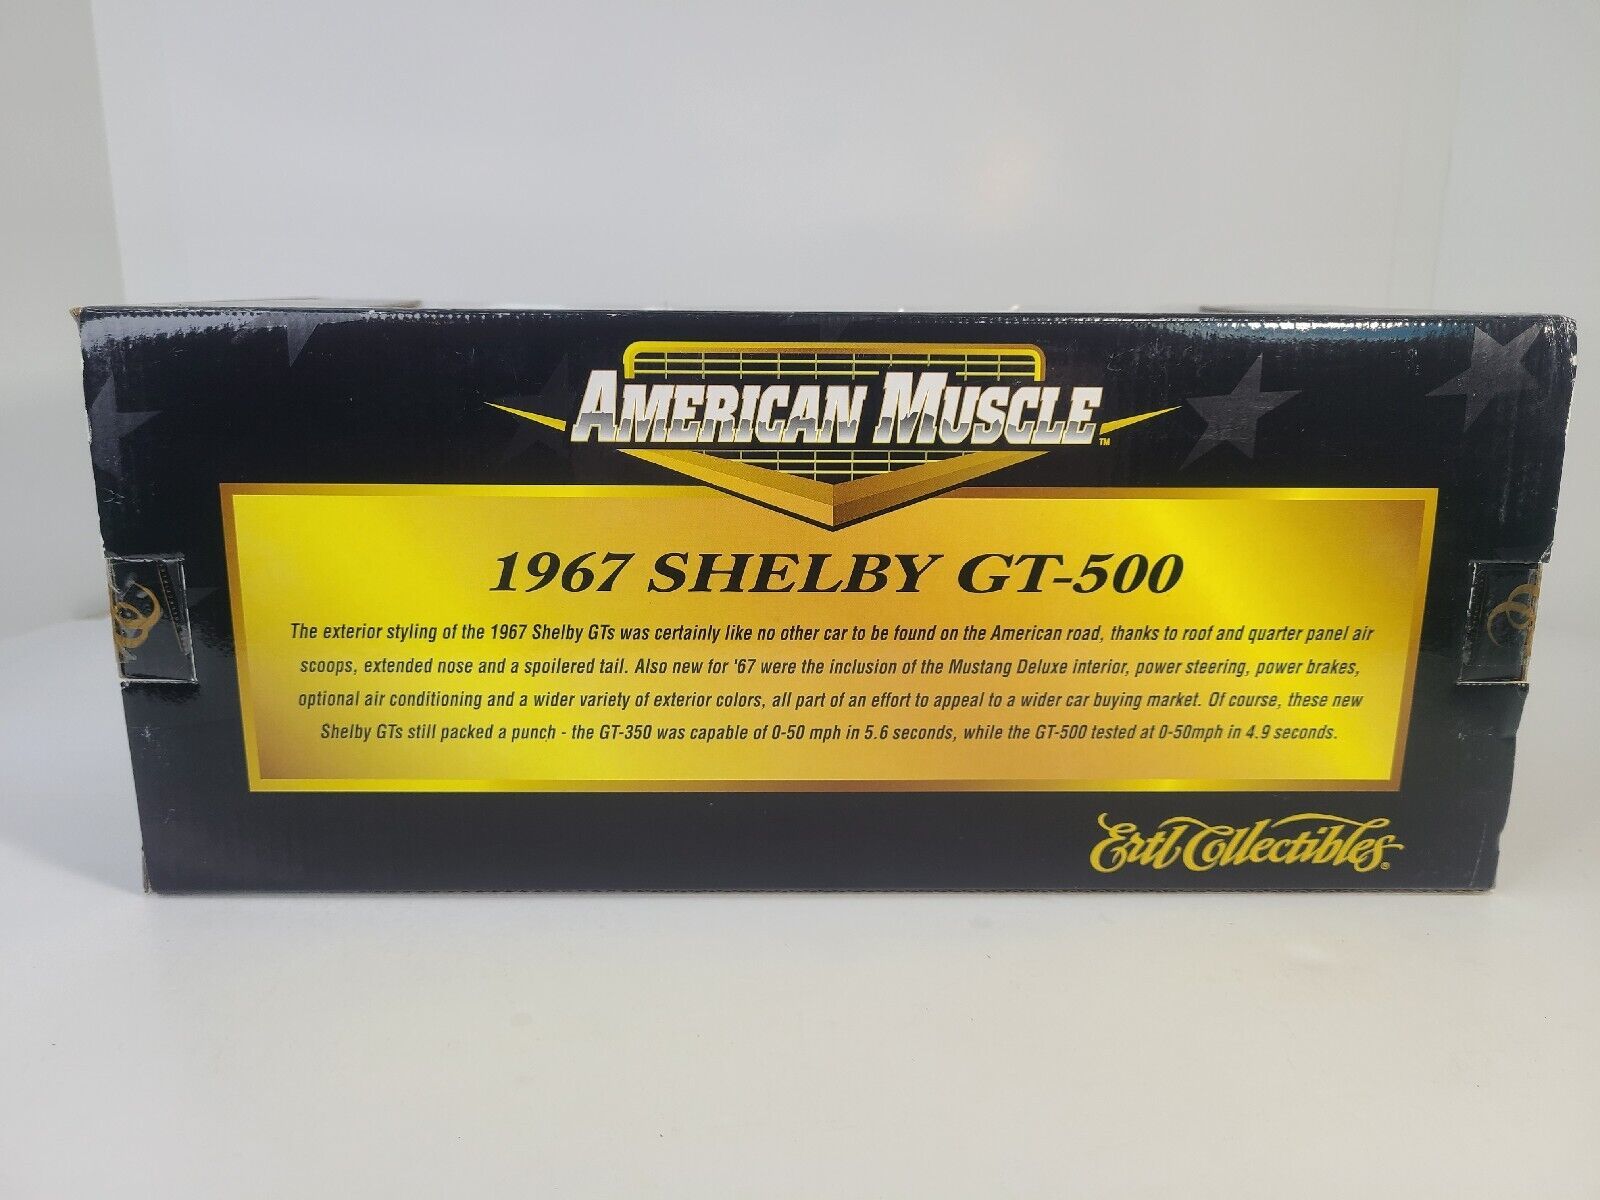 AMERICAN MUSCLE™
1967 SHELBY GT-500
The exterior styling of the 1967 Shelby GTs was certainly like no other car to be found on the American road, thanks to roof and quarter panel air
scoops, extended nose and a spoilered tail. Also new for '67 were the inclusion of the Mustang Deluxe interior, power steering, power brakes,
optional air conditioning and a wider variety of exterior colors, all part of an effort to appeal to a wider car buying market. Of course, these new
Shelby GTs still packed a punch - the GT-350 was capable of 0-50 mph in 5.6 seconds, while the GT-500 tested at 0-50mph in 4.9 seconds.
Ertl Collectibles®